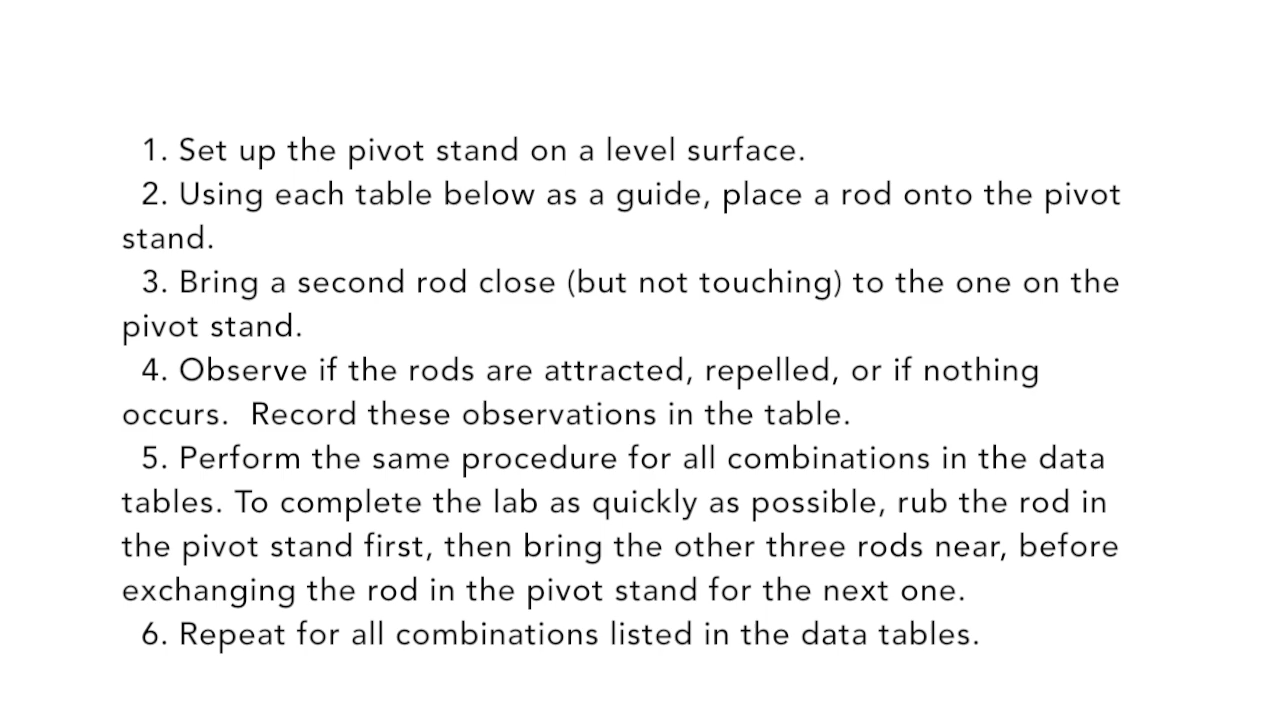 1. Set up the pivot stand on a level surface.
2. Using each table below as a guide, place a rod onto the pivot
stand.
3. Bring a second rod close (but not touching) to the one on the
pivot stand.
4. Observe if the rods are attracted, repelled, or if nothing
occurs.  Record these observations in the table.
5. Perform the same procedure for all combinations in the data
tables. To complete the lab as quickly as possible, rub the rod in
the pivot stand first, then bring the other three rods near, before
exchanging the rod in the pivot stand for the next one.
6. Repeat for all combinations listed in the data tables.